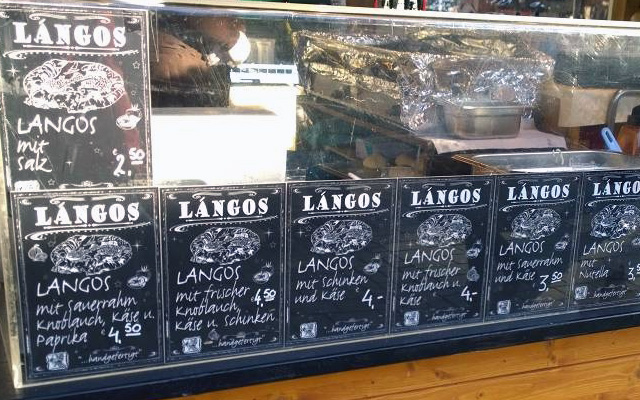 LÁNGOS
LANGOS
mit
salz
€ 2,50
LÁNGOS
LANGOS
mit Sauerrahm
Knoblauch, Käse u.
Paprika € 4,50
...handgefertigt
LÁNGOS
LANGOS
mit frischer
Knoblauch, € 4,50
Käse u. Schinken
...handgefertigt
LÁNGOS
LANGOS
mit Schinken
und Käse € 4,-
...handgefertigt
LÁNGOS
LANGOS
mit frischer
Knoblauch u.
Käse € 4,-
...handgefertigt
LÁNGOS
LANGOS
mit Sauerrahm
und Käse
€ 3,50
...handgefertigt
LÁNGOS
LANGOS
mit
Nutella € 3,
...handgefertigt